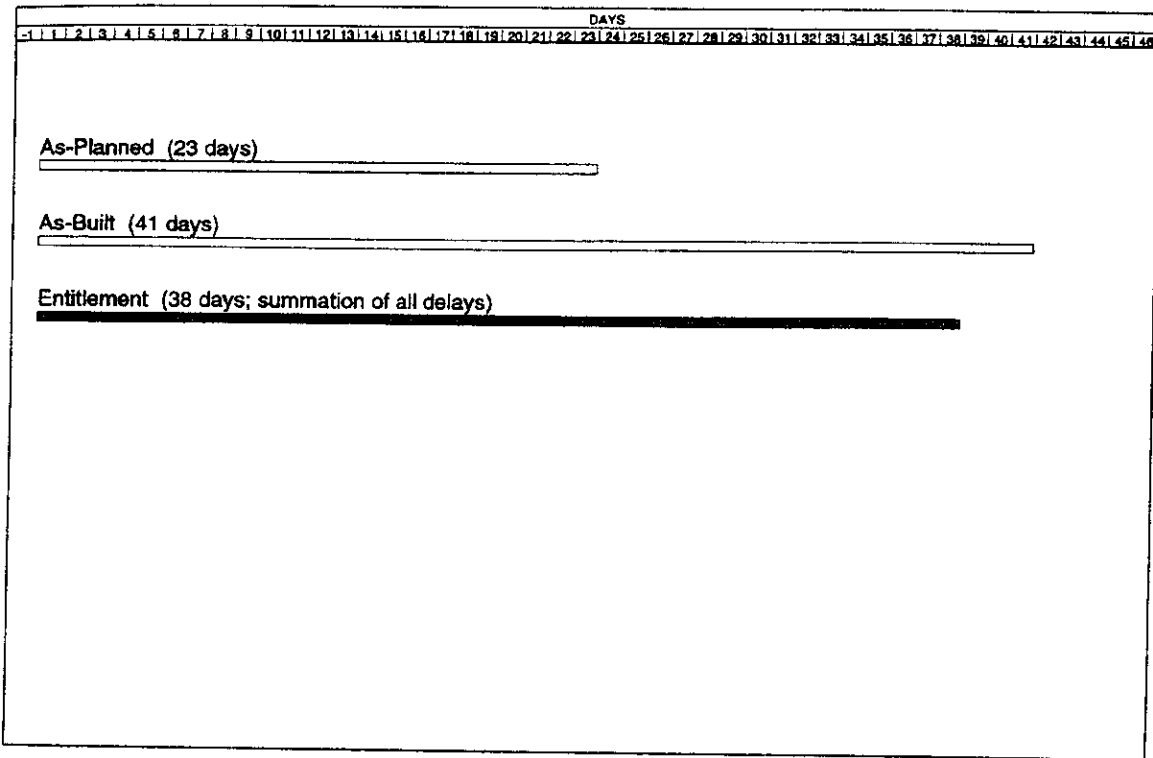 DAYS
-1 1 2 3 4 5 6 7 8 9 10 11 12 13 14 15 16 17 18 19 20 21 22 23 24 25 26 27 28 29 30 31 32 33 34 35 36 37 38 39 40 41 42 43 44 45 46
As-Planned (23 days)
As-Built (41 days)
Entitlement (38 days; summation of all delays)